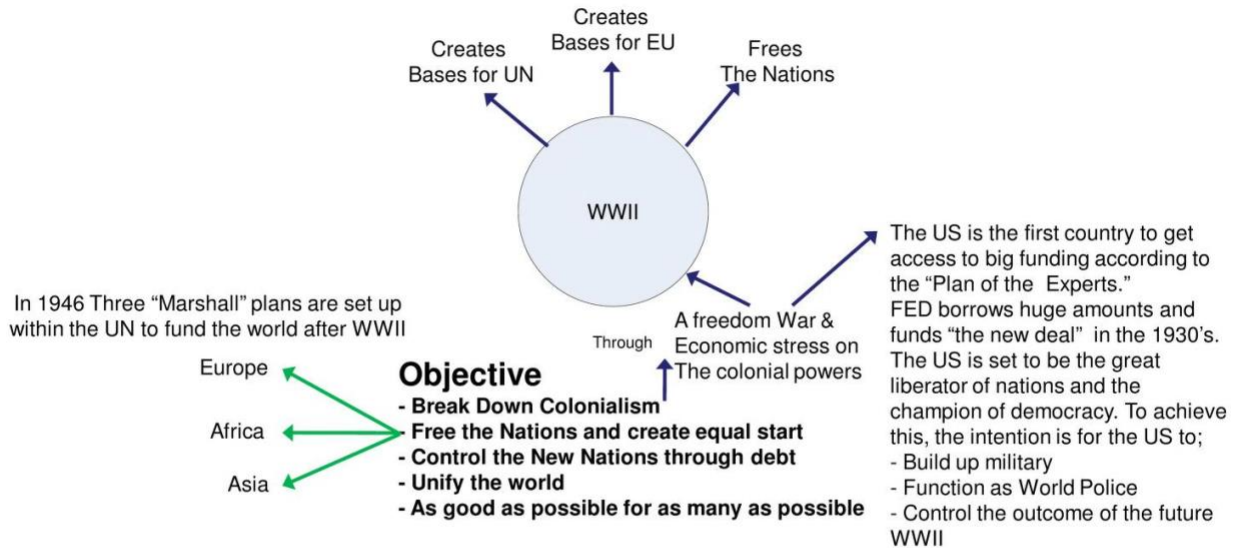 Creates
Bases for EU
Creates
Bases for UN
Frees
The Nations
WWII
The US is the first country to get
access to big funding according to
the “Plan of the Experts.”
FED borrows huge amounts and
funds “the new deal” in the 1930’s.
The US is set to be the great
liberator of nations and the
champion of democracy. To achieve
this, the intention is for the US to;
- Build up military
- Function as World Police
- Control the outcome of the future
WWII
In 1946 Three “Marshall” plans are set up
within the UN to fund the world after WWII
Europe
Africa
Asia
Through
A freedom War &
Economic stress on
The colonial powers
Objective
- Break Down Colonialism
- Free the Nations and create equal start
- Control the New Nations through debt
- Unify the world
- As good as possible for as many as possible